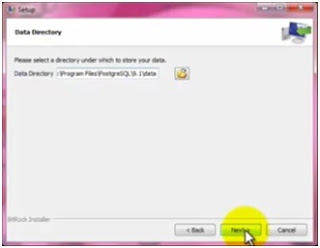 Setup
Data Directory
Please select a directory under which to store your data.
Data Directory :\Program Files\PostgreSQL\9.1\data
BitRock Installer
< Back Next > Cancel